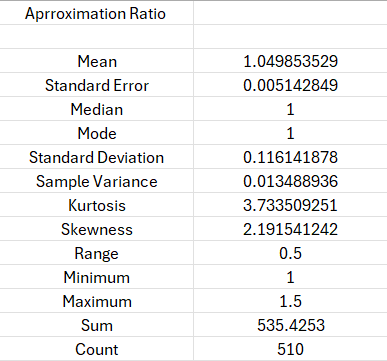 Aprroximation Ratio
Mean 1.049853529
Standard Error 0.005142849
Median 1
Mode 1
Standard Deviation 0.116141878
Sample Variance 0.013488936
Kurtosis 3.733509251
Skewness 2.191541242
Range 0.5
Minimum 1
Maximum 1.5
Sum 535.4253
Count 510